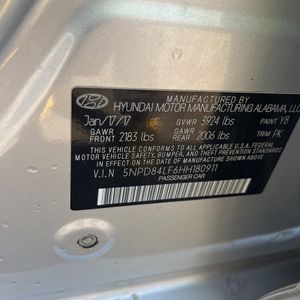 MANUFACTURED BY
HYUNDAI MOTOR MANUFACTURING ALABAMA, LLC
Jan/17/17 GVWR 3924 lbs PAINT Y8
GAWR FRONT 2183 lbs GAWR REAR 2006 lbs TRIM PK
THIS VEHICLE CONFORMS TO ALL APPLICABLE U.S.A. FEDERAL
MOTOR VEHICLE SAFETY, BUMPER, AND THEFT PREVENTION
STANDARDS IN EFFECT ON THE DATE OF MANUFACTURE SHOWN ABOVE.
V.I.N 5NPD84LF6HH180911
PASSENGER CAR